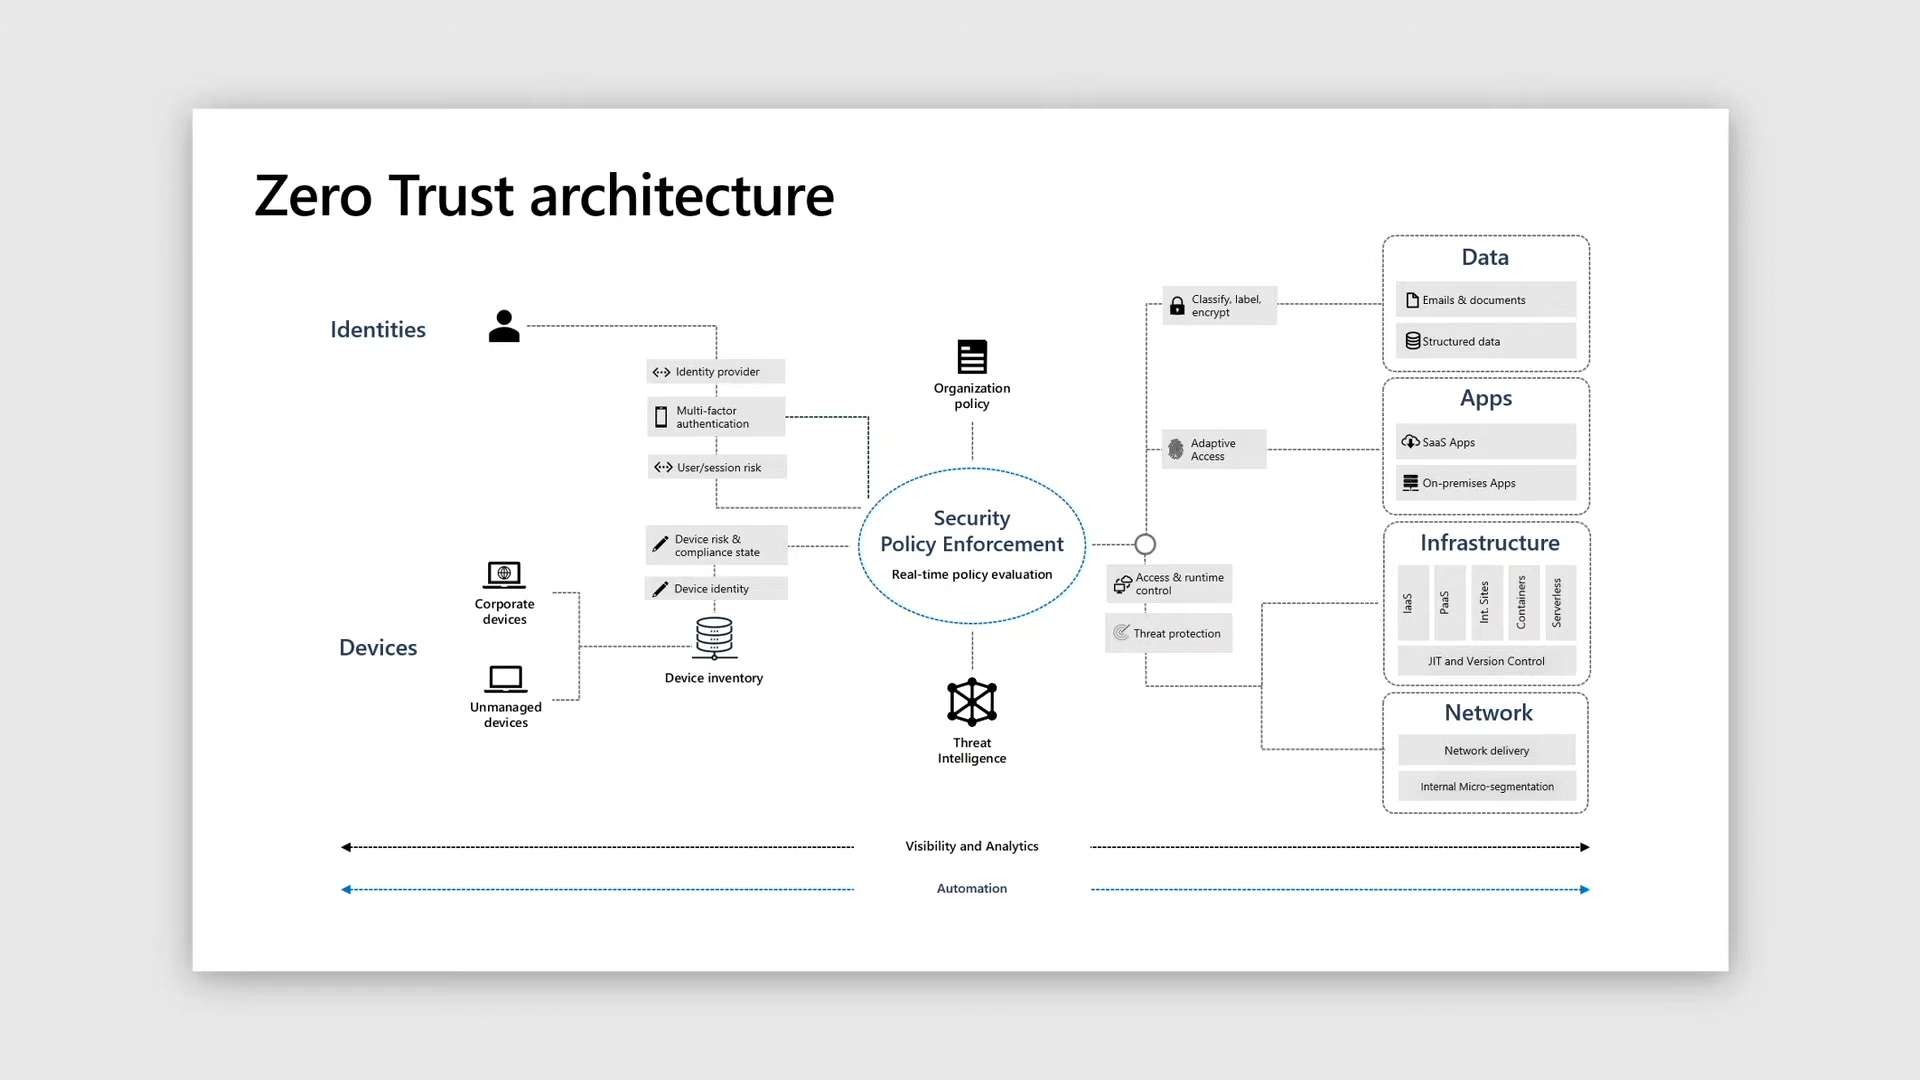 Zero Trust architecture
Identities
Identity provider
Multi-factor
authentication
User/session risk
Device risk &
compliance state
Device identity
Corporate
devices
Devices
Unmanaged
devices
Device inventory
Organization
policy
Security
Policy Enforcement
Real-time policy evaluation
Threat
Intelligence
Classify, label,
encrypt
Adaptive
Access
Access & runtime
control
Threat protection
Data
Emails & documents
Structured data
Apps
SaaS Apps
On-premises Apps
Infrastructure
IaaS
PaaS
Int. Sites
Containers
Serverless
JIT and Version Control
Network
Network delivery
Internal Micro-segmentation
Visibility and Analytics
Automation